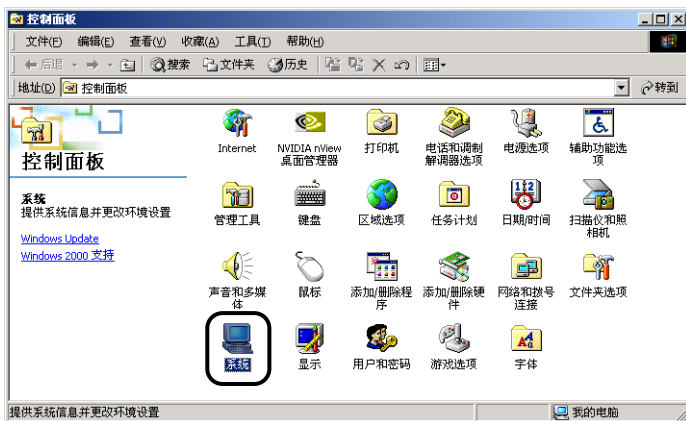 控制面板
文件(F) 编辑(E) 查看(V) 收藏(A) 工具(T) 帮助(H)
后退 搜索 文件夹 历史
地址(D) 控制面板 转到
控制面板
系统
提供系统信息并更改环境设置
Windows Update
Windows 2000 支持
Internet
NVIDIA nView
桌面管理器
打印机
电话和调制
解调器选项
电源选项
辅助功能选
项
管理工具
键盘
区域选项
任务计划
日期/时间
扫描仪和照
相机
声音和多媒
体
鼠标
添加/删除程
序
添加/删除硬
件
网络和拨号
连接
文件夹选项
系统
显示
用户和密码
游戏选项
字体
提供系统信息并更改环境设置 我的电脑